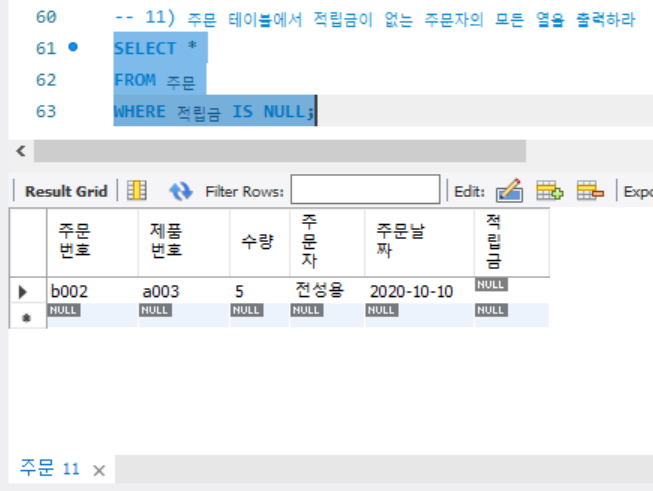 60 -- 11) 주문 테이블에서 적립금이 없는 주문자의 모든 열을 출력하라
61 SELECT *
62 FROM 주문
63 WHERE 적립금 IS NULL;
Result Grid Filter Rows: Edit: Expo
주문번호 제품번호 수량 주문자 주문날짜 적립금
b002 a003 5 전성용 2020-10-10 NULL
NULL NULL NULL NULL NULL NULL
주문 11